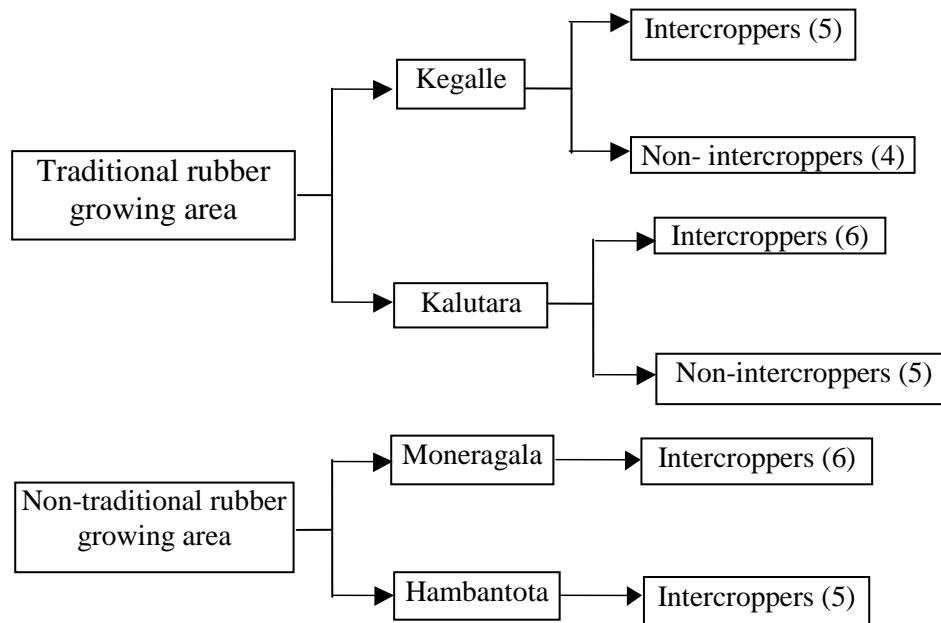 Intercroppers (5)
Kegalle
Non- intercroppers (4)
Traditional rubber
growing area
Intercroppers (6)
Kalutara
Non-intercroppers (5)
Moneragala
Intercroppers (6)
Non-traditional rubber
growing area
Hambantota
Intercroppers (5)